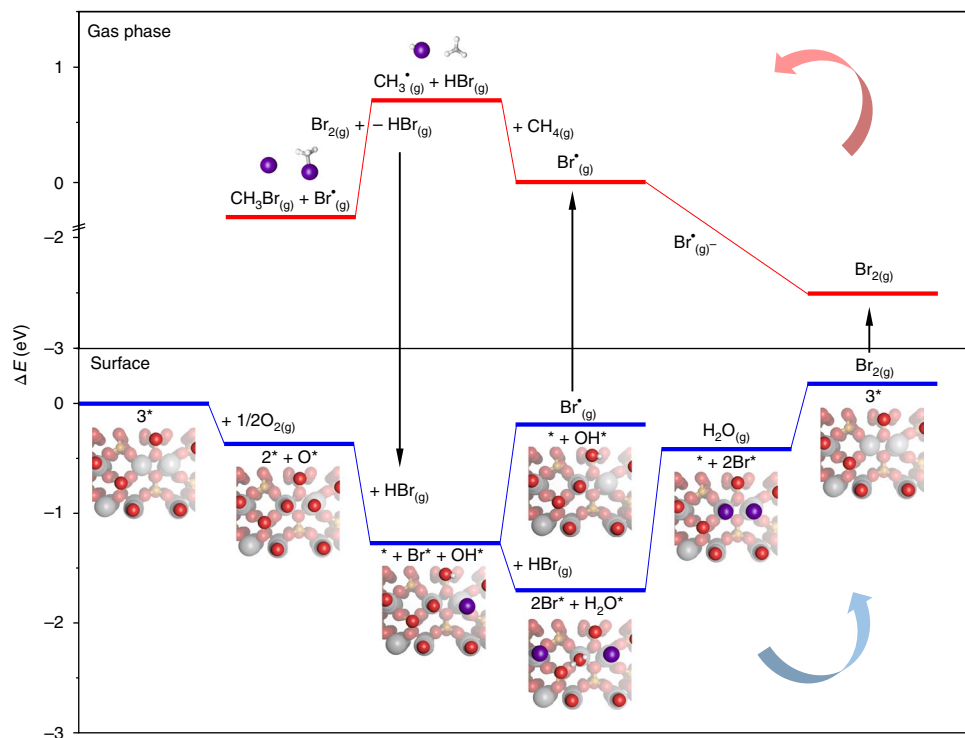 Gas phase
1
CH₃•(g) + HBr(g)
Br₂(g) + − HBr(g)
+ CH₄(g)
Br•(g)
0
CH₃Br(g) + Br•(g)
−2
Br•(g)−
Br₂(g)
ΔE (eV)
−3
Surface
Br₂(g)
0
3*
3*
+ 1/2O₂(g)
Br•(g)
* + OH*
H₂O(g)
2* + O*
* + 2Br*
+ HBr(g)
−1
* + Br* + OH*
+ HBr(g)
2Br* + H₂O*
−2
−3